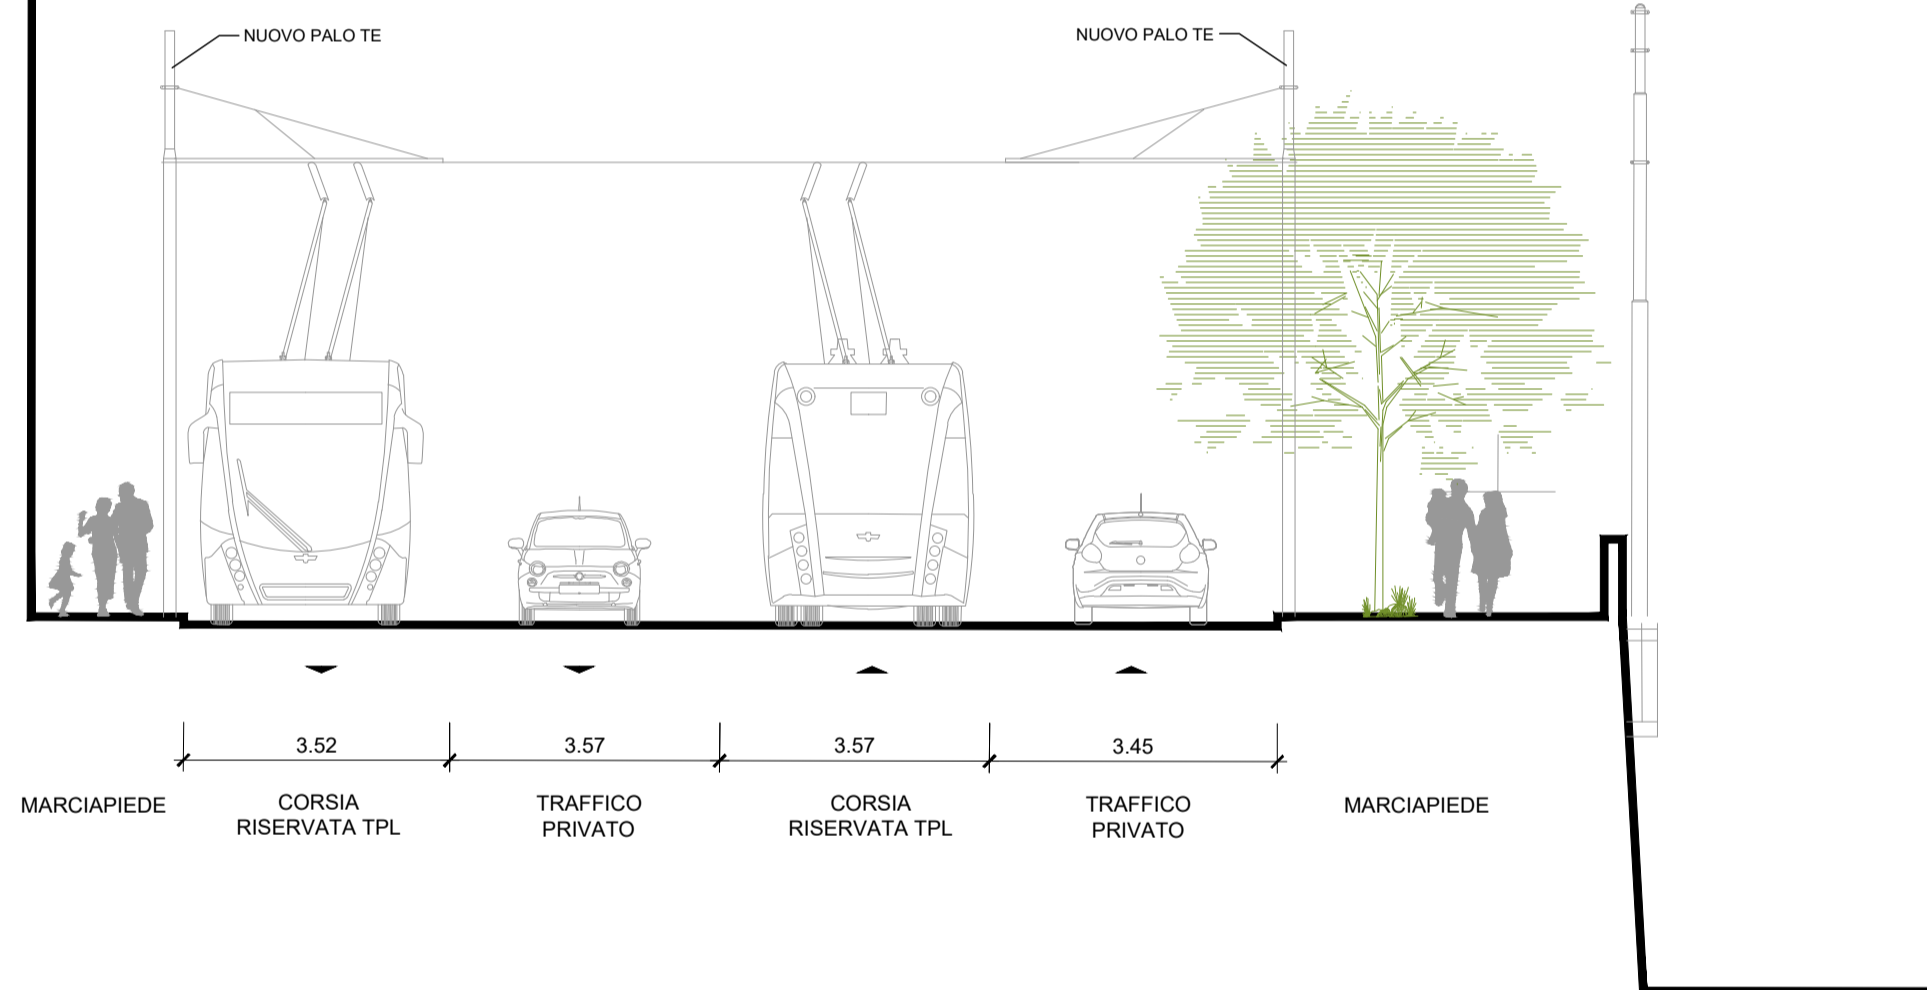 NUOVO PALO TE
NUOVO PALO TE
3.52
3.57
3.57
3.45
MARCIAPIEDE
CORSIA
RISERVATA TPL
TRAFFICO
PRIVATO
CORSIA
RISERVATA TPL
TRAFFICO
PRIVATO
MARCIAPIEDE